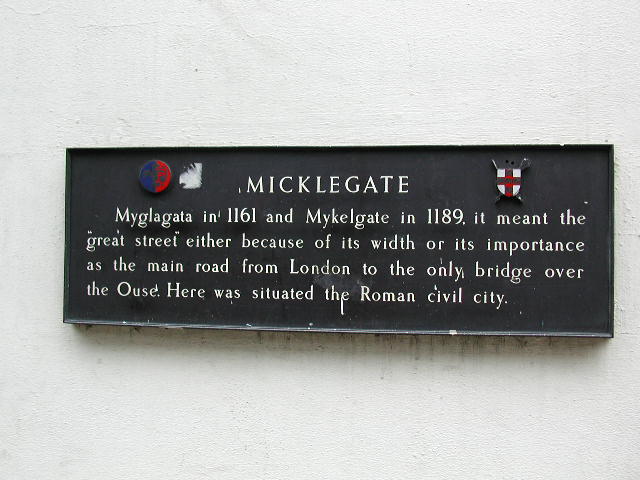 MICKLEGATE
Myglagata in 1161 and Mykelgate in 1189, it meant the
"great street" either because of its width or its importance
as the main road from London to the only bridge over
the Ouse. Here was situated the Roman civil city.